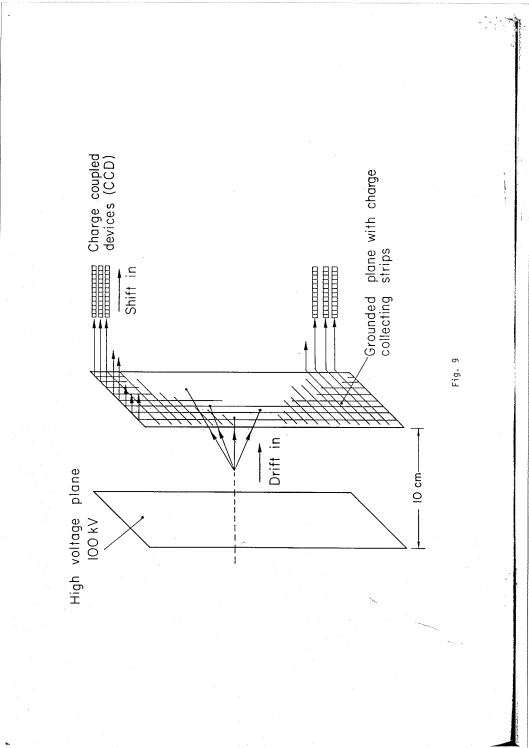 High voltage plane
100 kV
Charge coupled
devices (CCD)
Shift in
Drift in
Grounded plane with charge
collecting strips
10 cm
Fig. 9